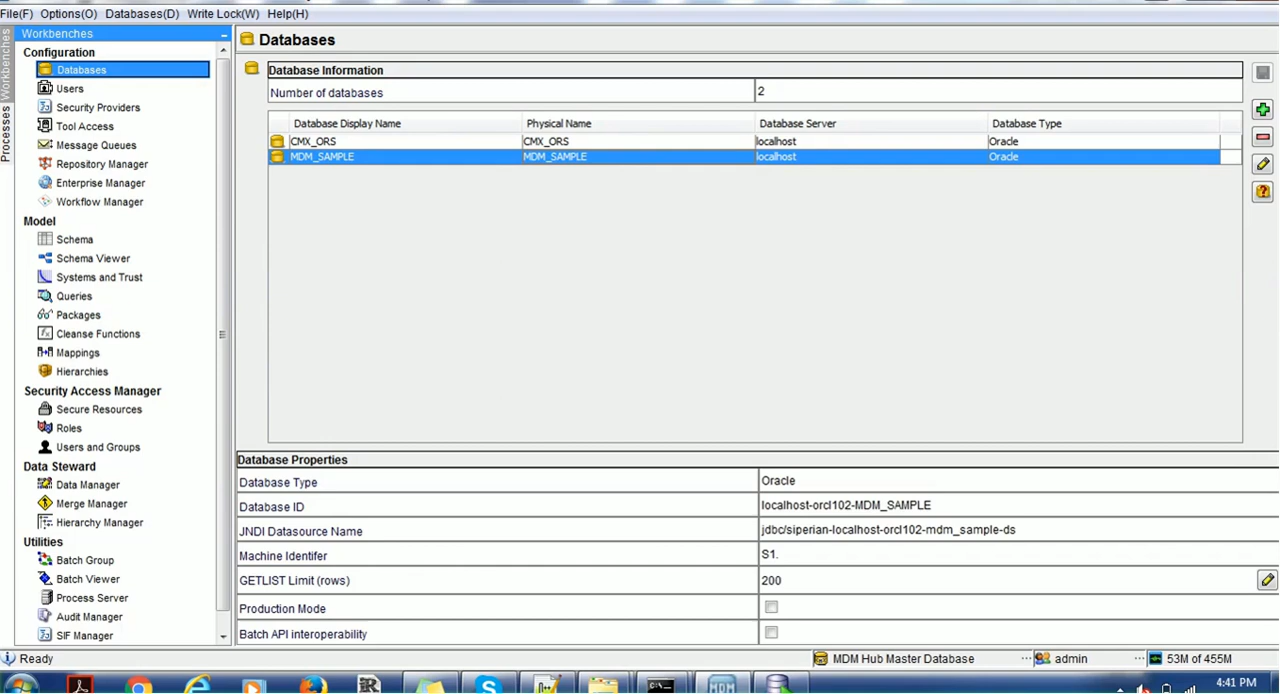 File(F) Options(O) Databases(D) Write Lock(W) Help(H)
Workbenches
Processes
Workbenches
Configuration
Databases
Users
Security Providers
Tool Access
Message Queues
Repository Manager
Enterprise Manager
Workflow Manager
Model
Schema
Schema Viewer
Systems and Trust
Queries
Packages
Cleanse Functions
Mappings
Hierarchies
Security Access Manager
Secure Resources
Roles
Users and Groups
Data Steward
Data Manager
Merge Manager
Hierarchy Manager
Utilities
Batch Group
Batch Viewer
Process Server
Audit Manager
SIF Manager
Databases
Database Information
Number of databases 2
Database Display Name Physical Name Database Server Database Type
CMX_ORS CMX_ORS localhost Oracle
MDM_SAMPLE MDM_SAMPLE localhost Oracle
Database Properties
Database Type Oracle
Database ID localhost-orcl102-MDM_SAMPLE
JNDI Datasource Name jdbc/siperian-localhost-orcl102-mdm_sample-ds
Machine Identifer S1.
GETLIST Limit (rows) 200
Production Mode
Batch API interoperability
Ready MDM Hub Master Database admin 53M of 455M
MDM
4:41 PM